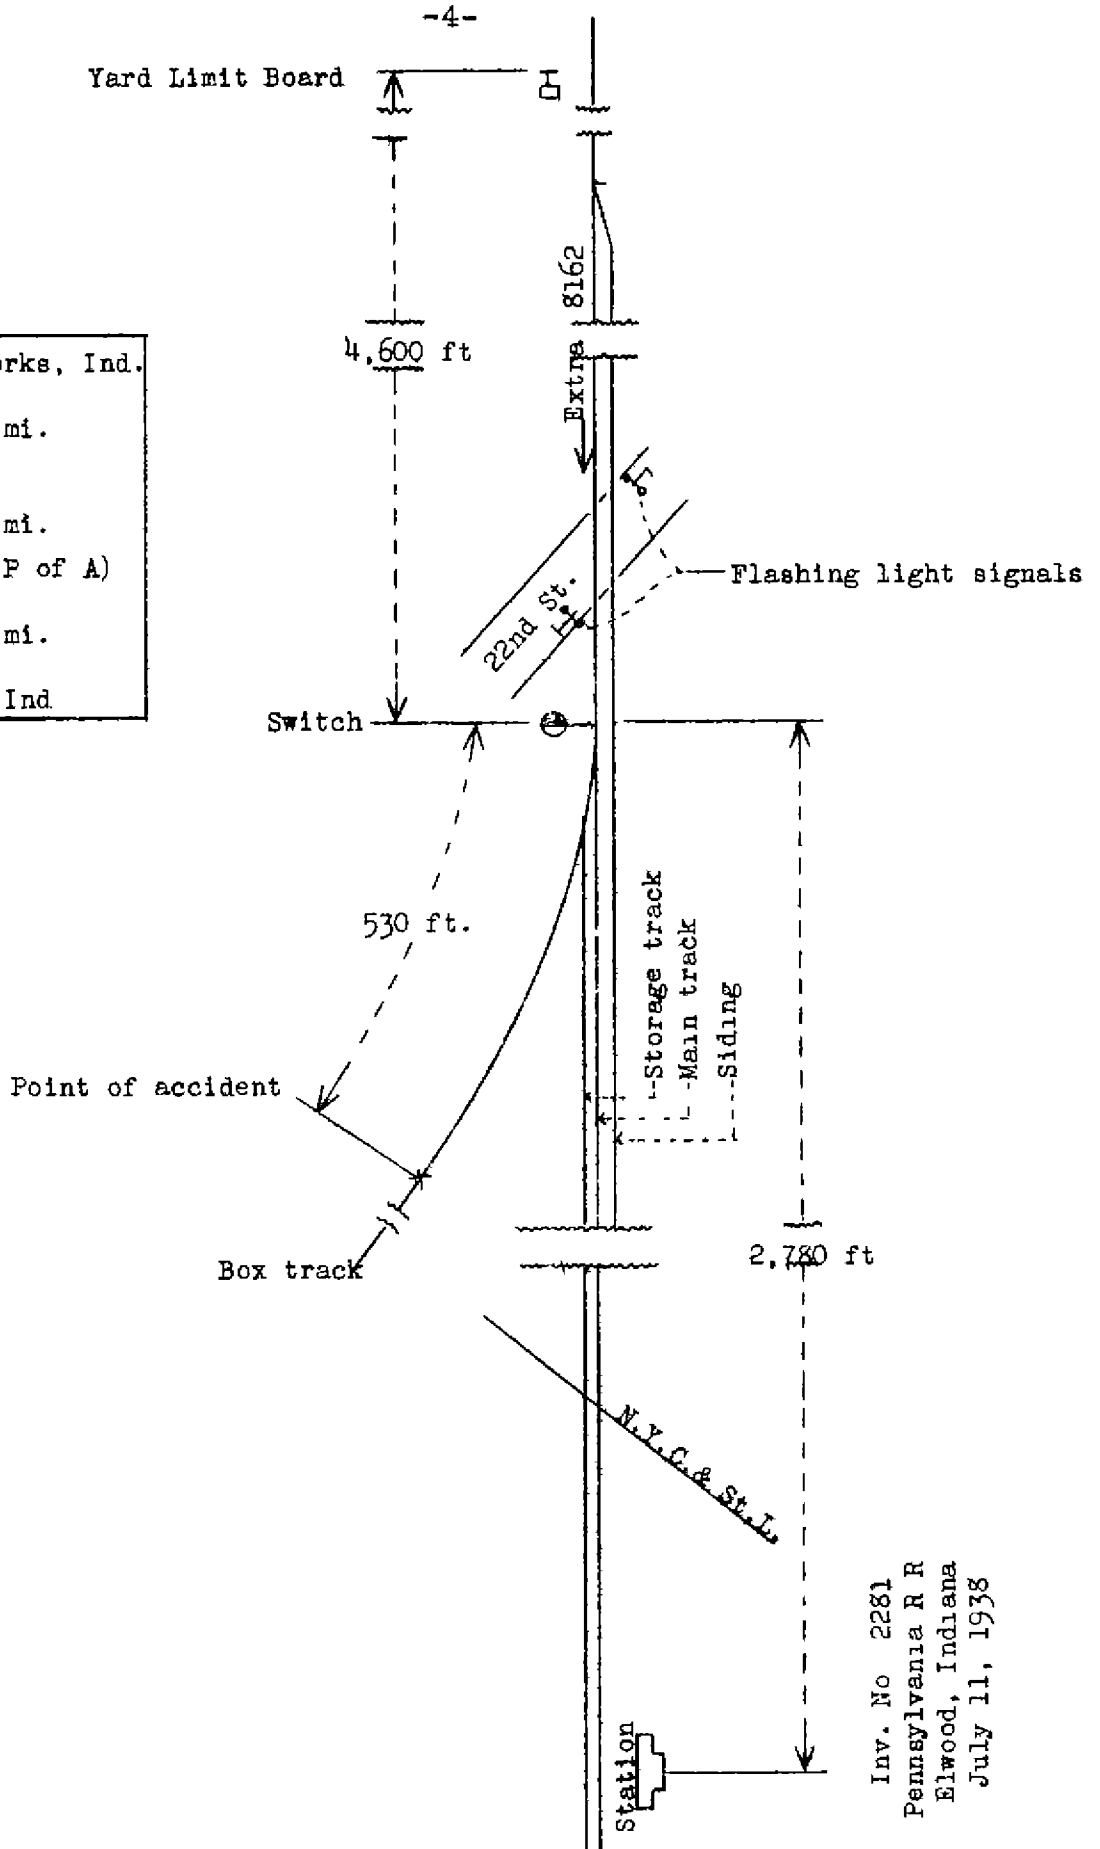 -4-
Yard Limit Board
Extra 8162
4,600 ft
rks, Ind.
mi.
mi.
P of A)
mi.
Ind
Flashing light signals
22nd St.
Switch
530 ft.
Storage track
Main track
Siding
Point of accident
Box track
2,780 ft
N.Y.C.& St.L.
Station
Inv. No 2281
Pennsylvania R R
Elwood, Indiana
July 11, 1938